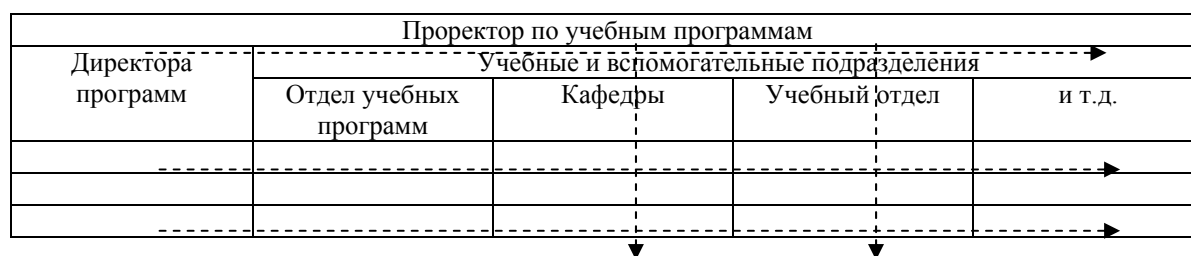 Проректор по учебным программам
Директора программ
Учебные и вспомогательные подразделения
Отдел учебных программ
Кафедры
Учебный отдел
и т.д.